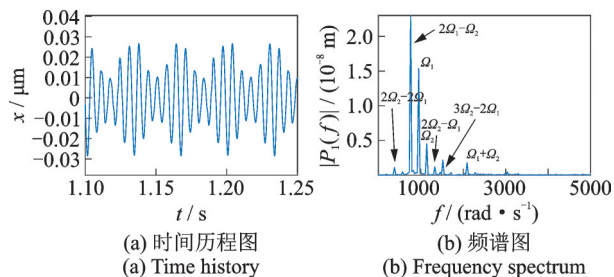 0.04
0.03
0.02
0.01
0
−0.01
−0.02
−0.03
x / μm
1.10
1.15
1.20
1.25
t / s
(a) 时间历程图
(a) Time history
2.0
1.5
1.0
0.5
|P₁(f)| / (10⁻⁸ m)
2Ω₁−Ω₂
Ω₁
2Ω₂−2Ω₁
Ω₂
2Ω₂−Ω₁
3Ω₂−2Ω₁
Ω₁+Ω₂
1000
3000
5000
f / (rad · s⁻¹)
(b) 频谱图
(b) Frequency spectrum